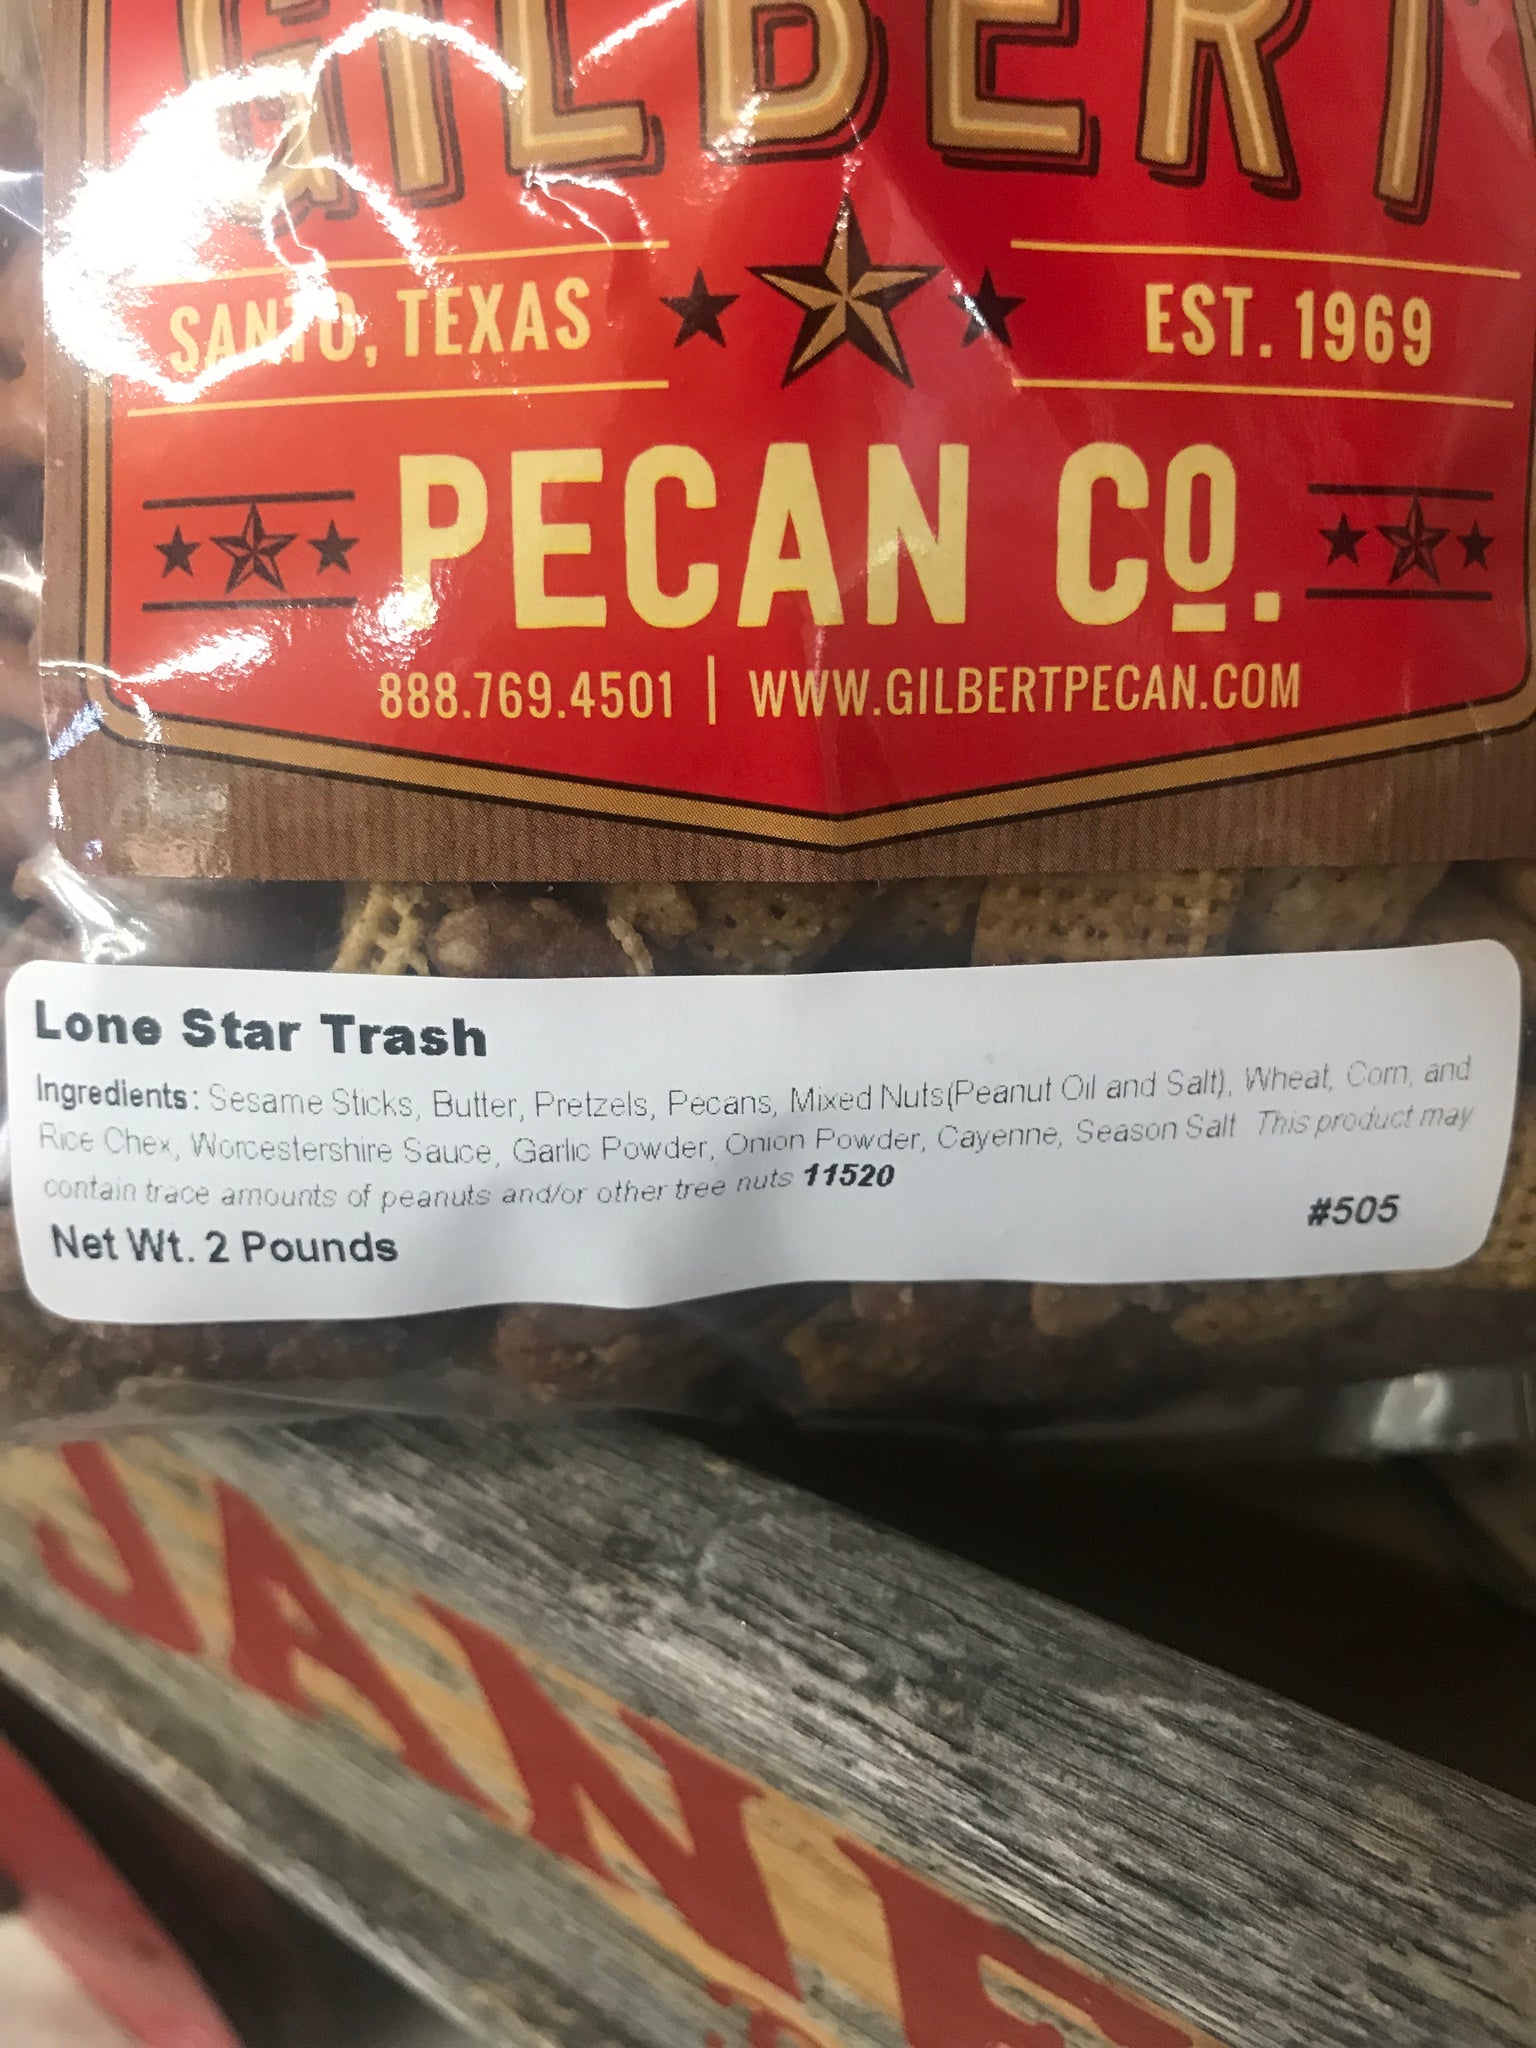 GILBERT
SANTO, TEXAS
EST. 1969
PECAN Co.
888.769.4501 | WWW.GILBERTPECAN.COM
Lone Star Trash
Ingredients: Sesame Sticks, Butter, Pretzels, Pecans, Mixed Nuts(Peanut Oil and Salt), Wheat, Corn, and
Rice Chex, Worcestershire Sauce, Garlic Powder, Onion Powder, Cayenne, Season Salt This product may
contain trace amounts of peanuts and/or other tree nuts 11520
#505
Net Wt. 2 Pounds